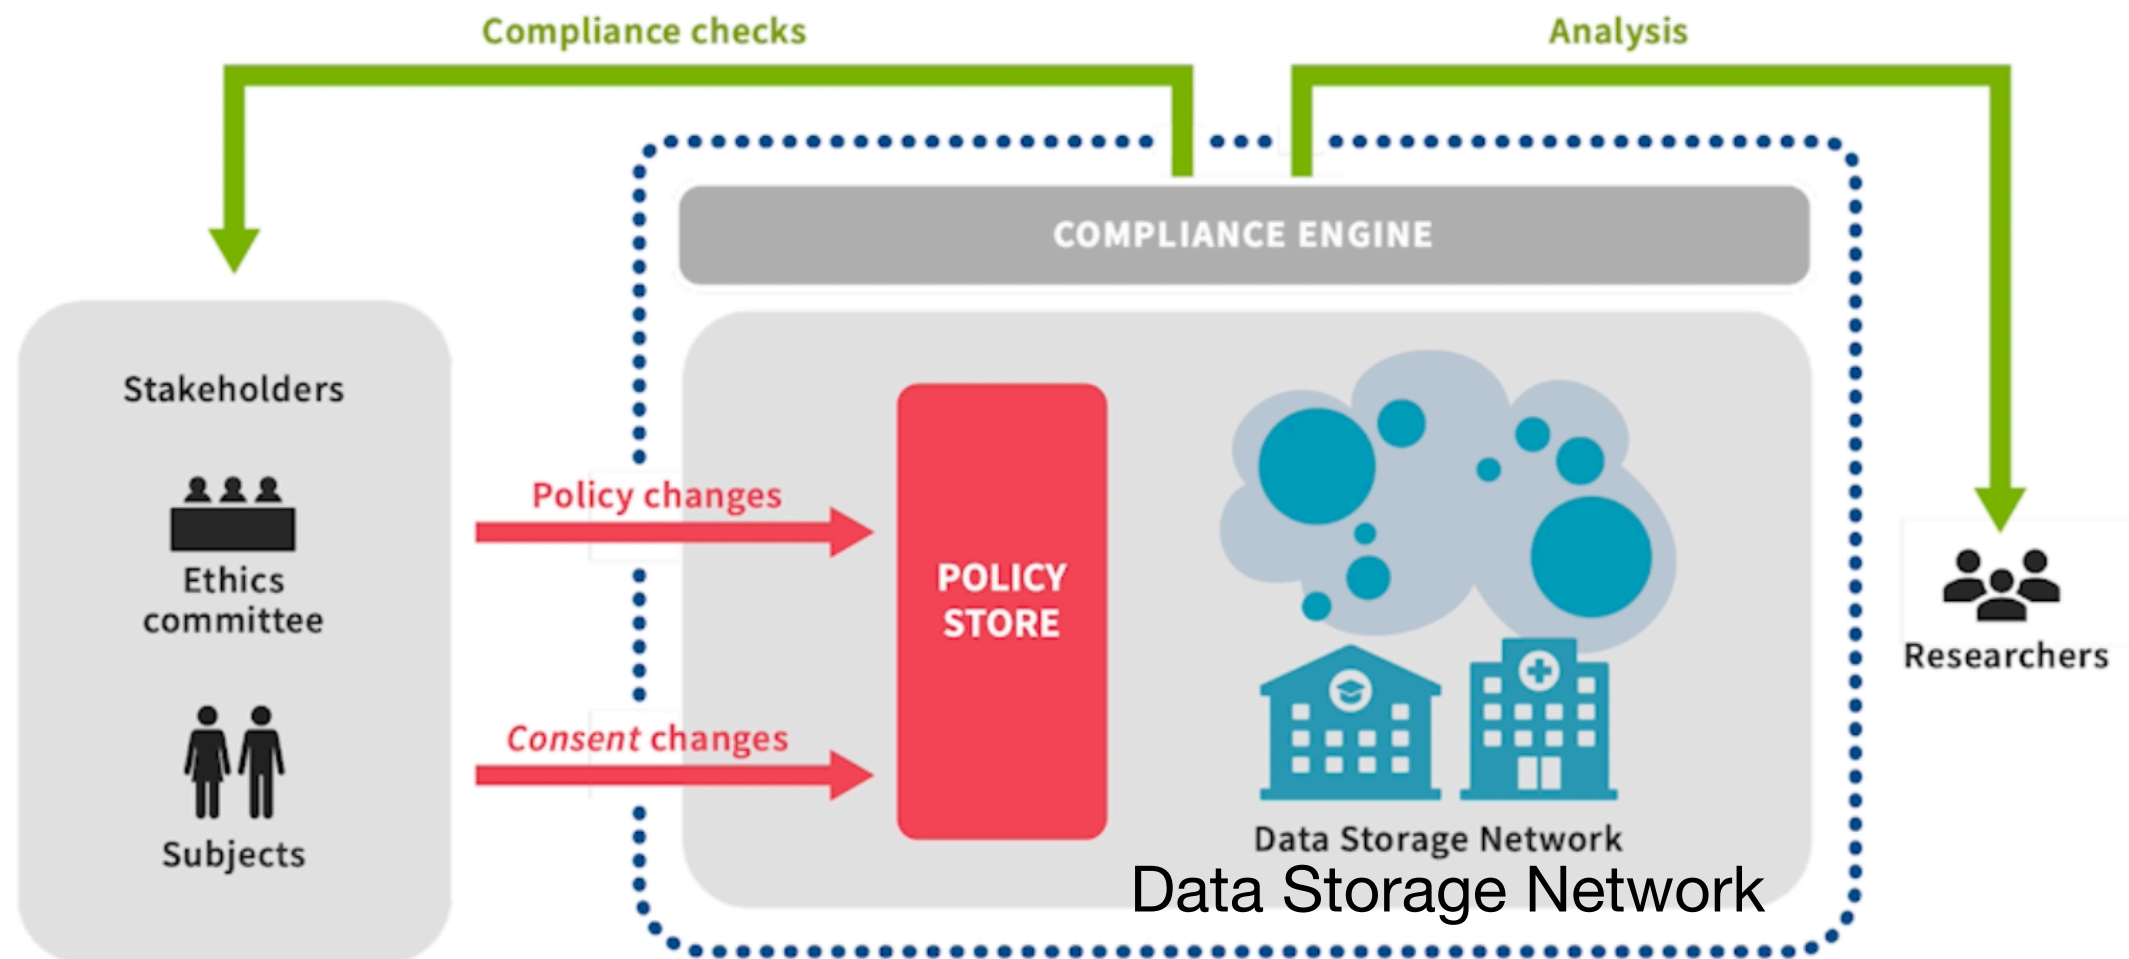 Compliance checks
Analysis
COMPLIANCE ENGINE
Stakeholders
Ethics
committee
Subjects
Policy changes
Consent changes
POLICY
STORE
Data Storage Network
Data Storage Network
Researchers